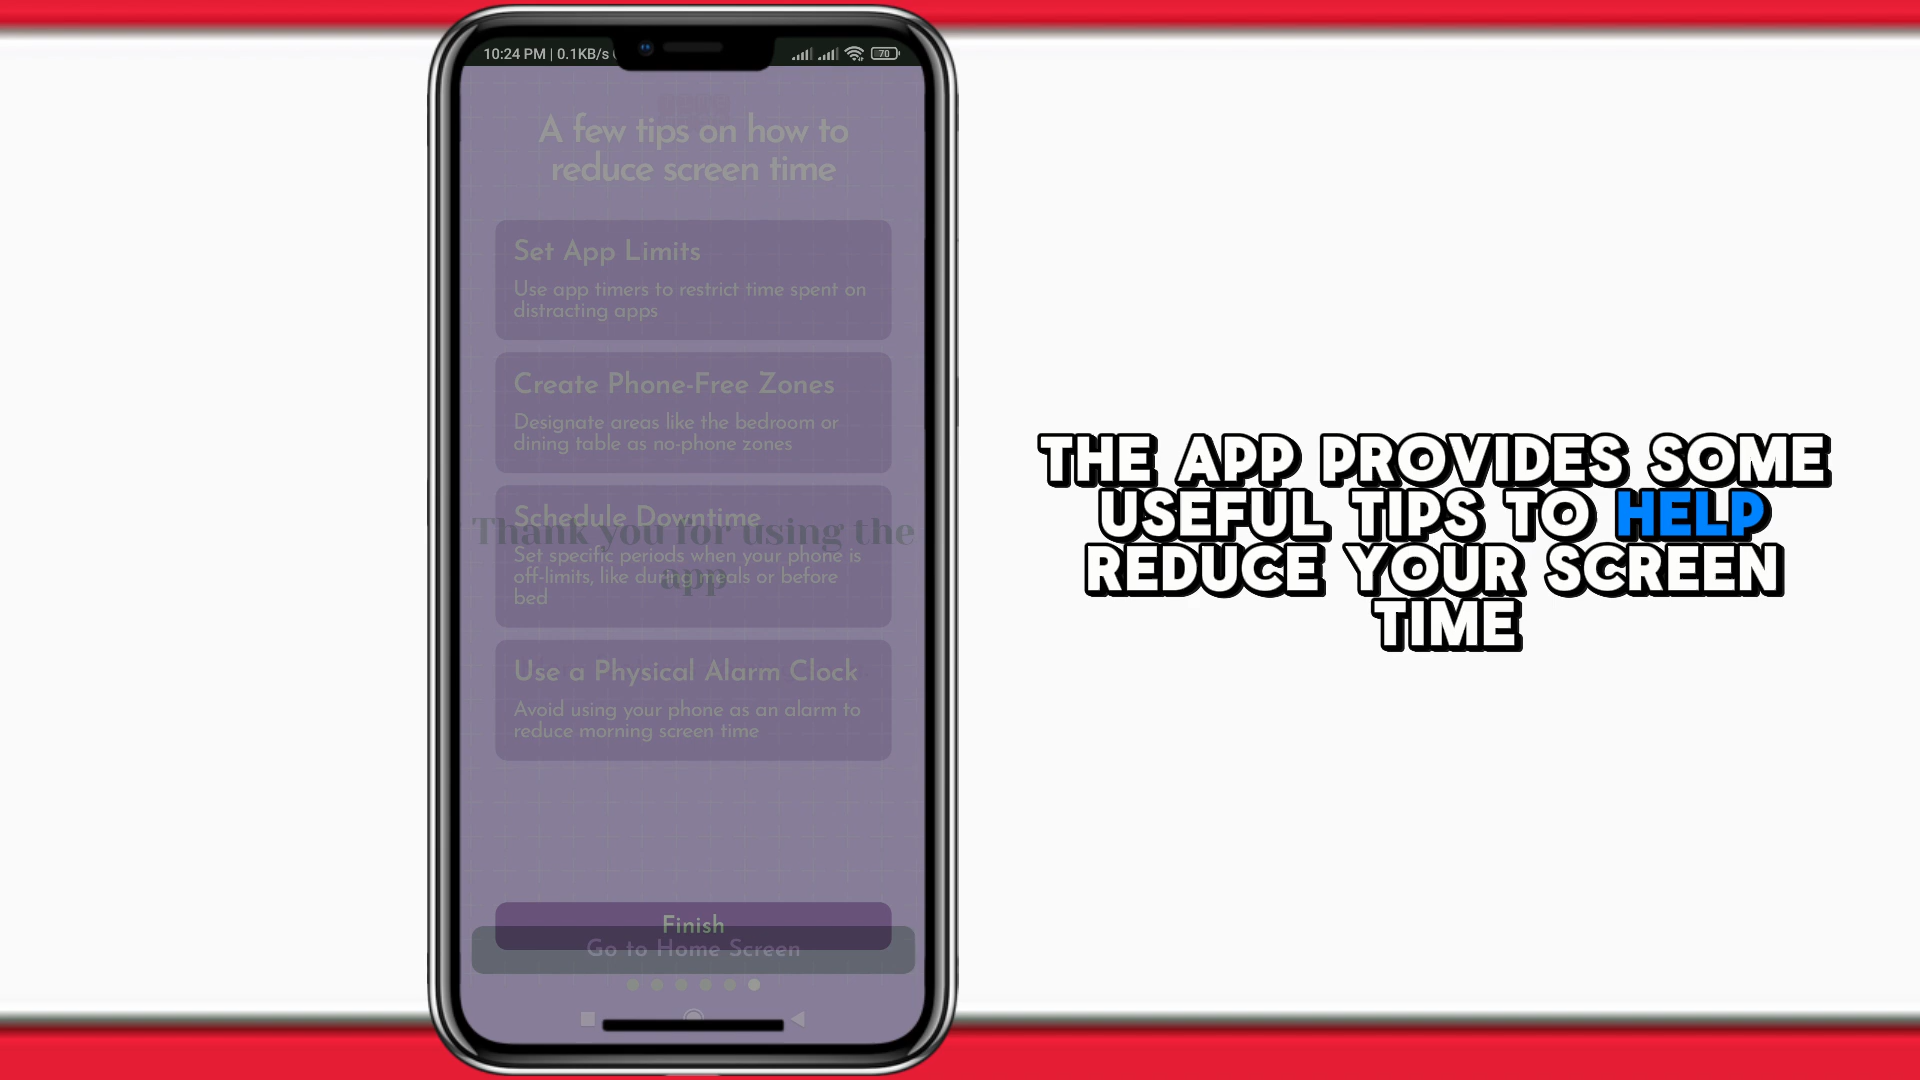 10:24 PM | 0.1KB/s
70
A few tips on how to
reduce screen time
Set App Limits
Use app timers to restrict time spent on
distracting apps
Create Phone-Free Zones
Designate areas like the bedroom or
dining table as no-phone zones
Schedule Downtime
Thank you for using the
app
Set specific periods when your phone is
off-limits, like during meals or before
bed
Use a Physical Alarm Clock
Avoid using your phone as an alarm to
reduce morning screen time
Finish
Go to Home Screen
THE APP PROVIDES SOME
USEFUL TIPS TO HELP
REDUCE YOUR SCREEN
TIME